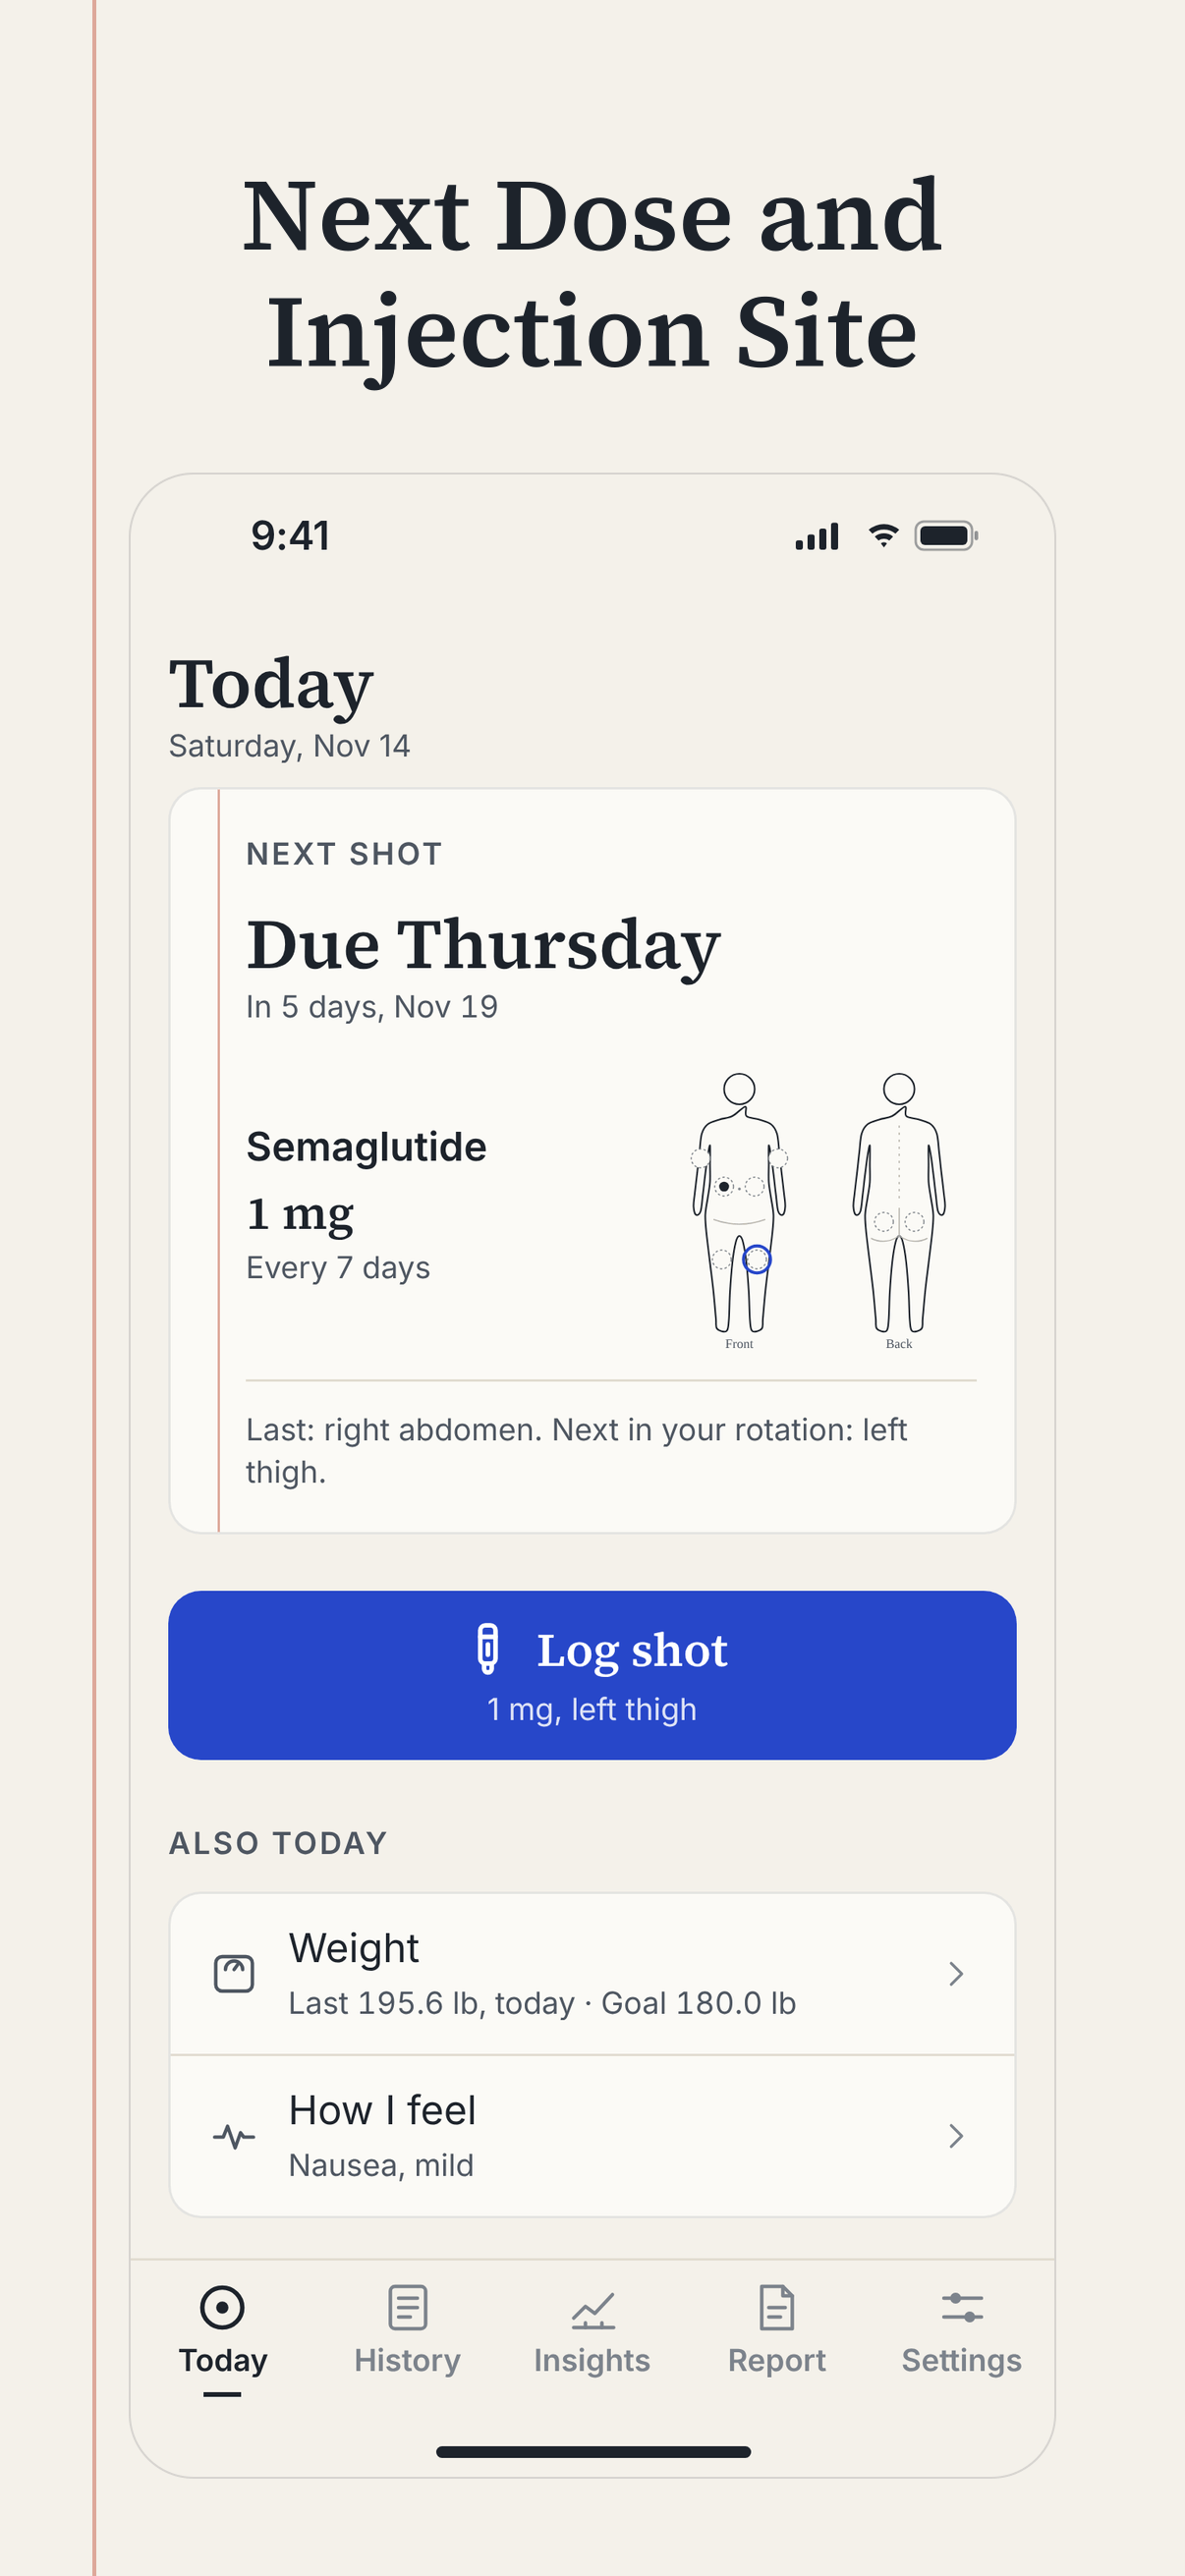 Next Dose and
Injection Site
9:41
Today
Saturday, Nov 14
NEXT SHOT
Due Thursday
In 5 days, Nov 19
Semaglutide
1 mg
Every 7 days
Front
Back
Last: right abdomen. Next in your rotation: left
thigh.
Log shot
1 mg, left thigh
ALSO TODAY
Weight
Last 195.6 lb, today · Goal 180.0 lb
How I feel
Nausea, mild
Today
History
Insights
Report
Settings